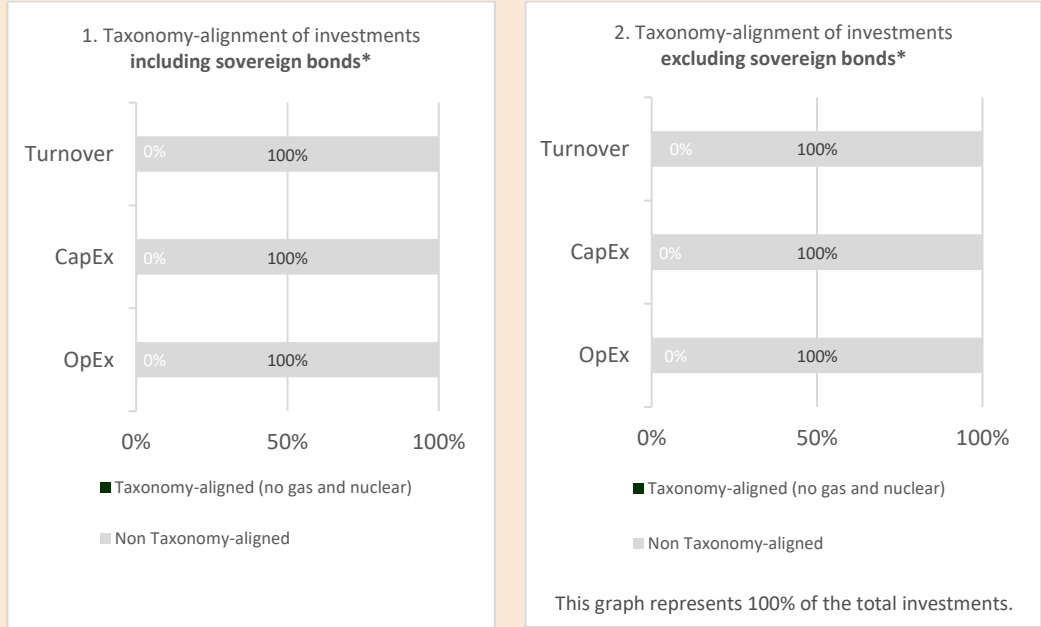 1. Taxonomy-alignment of investments
including sovereign bonds*
Turnover
0%
100%
CapEx
0%
100%
OpEx
0%
100%
0%
50%
100%
Taxonomy-aligned (no gas and nuclear)
Non Taxonomy-aligned
2. Taxonomy-alignment of investments
excluding sovereign bonds*
Turnover
0%
100%
CapEx
0%
100%
OpEx
0%
100%
0%
50%
100%
Taxonomy-aligned (no gas and nuclear)
Non Taxonomy-aligned
This graph represents 100% of the total investments.